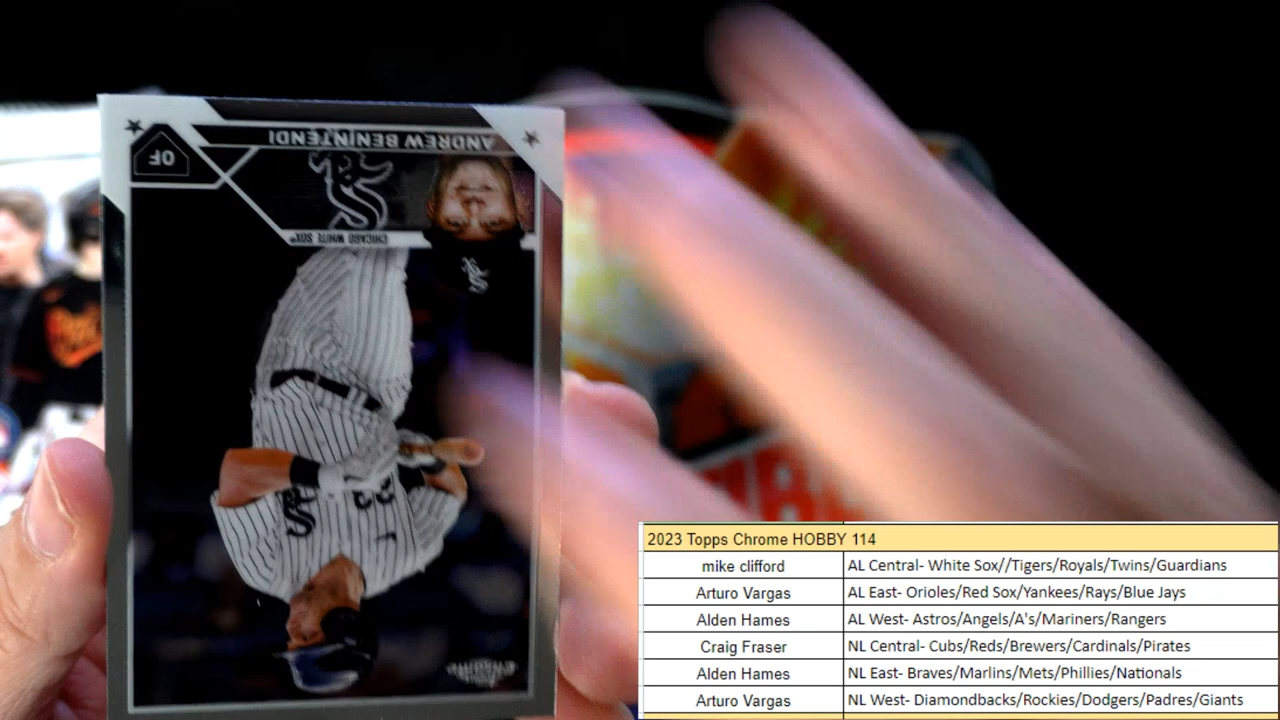 ANDREW BENINTENDI
OF
CHICAGO WHITE SOX
2023 Topps Chrome HOBBY 114
mike clifford AL Central- White Sox//Tigers/Royals/Twins/Guardians
Arturo Vargas AL East- Orioles/Red Sox/Yankees/Rays/Blue Jays
Alden Hames AL West- Astros/Angels/A's/Mariners/Rangers
Craig Fraser NL Central- Cubs/Reds/Brewers/Cardinals/Pirates
Alden Hames NL East- Braves/Marlins/Mets/Phillies/Nationals
Arturo Vargas NL West- Diamondbacks/Rockies/Dodgers/Padres/Giants